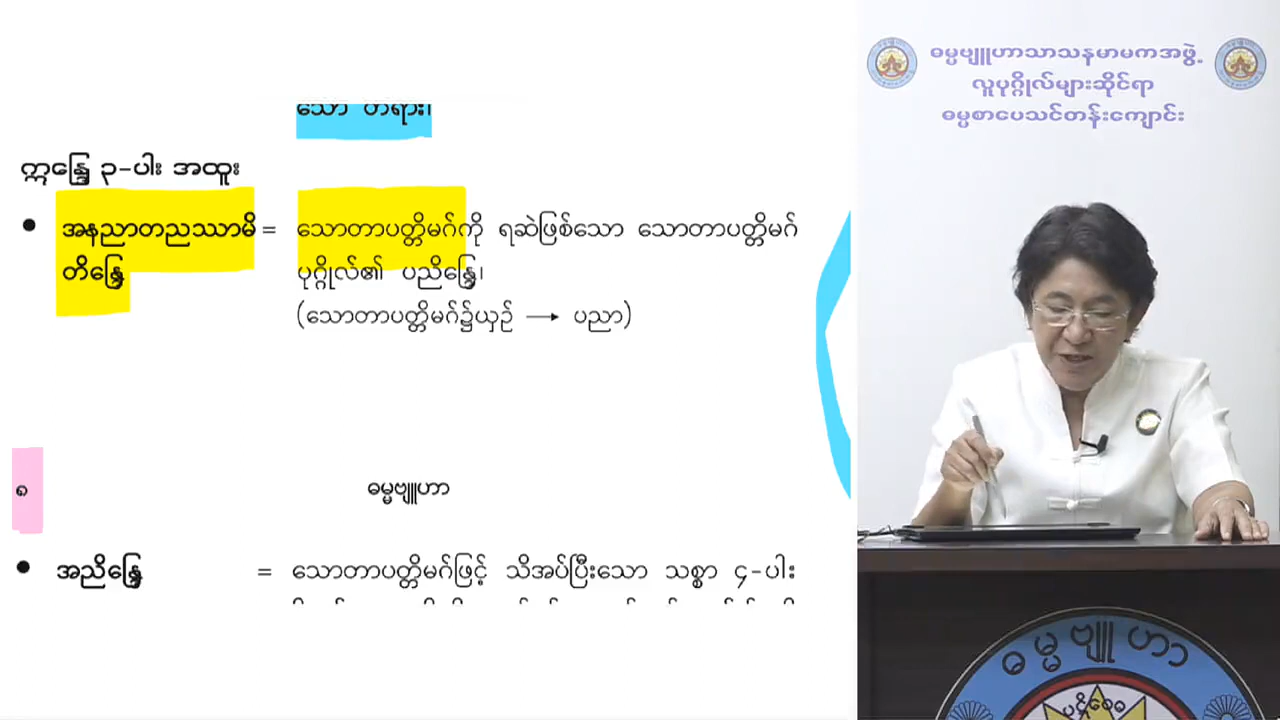 သော တရား၊
ဣန္ဒြေ ၃-ပါး အထူး
● အနညာတညဿာမိ = သောတာပတ္တိမဂ်ကို ရဆဲဖြစ်သော သောတာပတ္တိမဂ်
တိန္ဒြေ ပုဂ္ဂိုလ်၏ ပညိန္ဒြေ၊
(သောတာပတ္တိမဂ်၌ယှဉ် ⟶ ပညာ)
၈ ဓမ္မဗျူဟာ
● အညိန္ဒြေ = သောတာပတ္တိမဂ်ဖြင့် သိအပ်ပြီးသော သစ္စာ ၄-ပါး
ဓမ္မဗျူဟာသာသနမာမကအဖွဲ့
လူပုဂ္ဂိုလ်များဆိုင်ရာ
ဓမ္မစာပေသင်တန်းကျောင်း
ဓမ္မဗျူဟာ